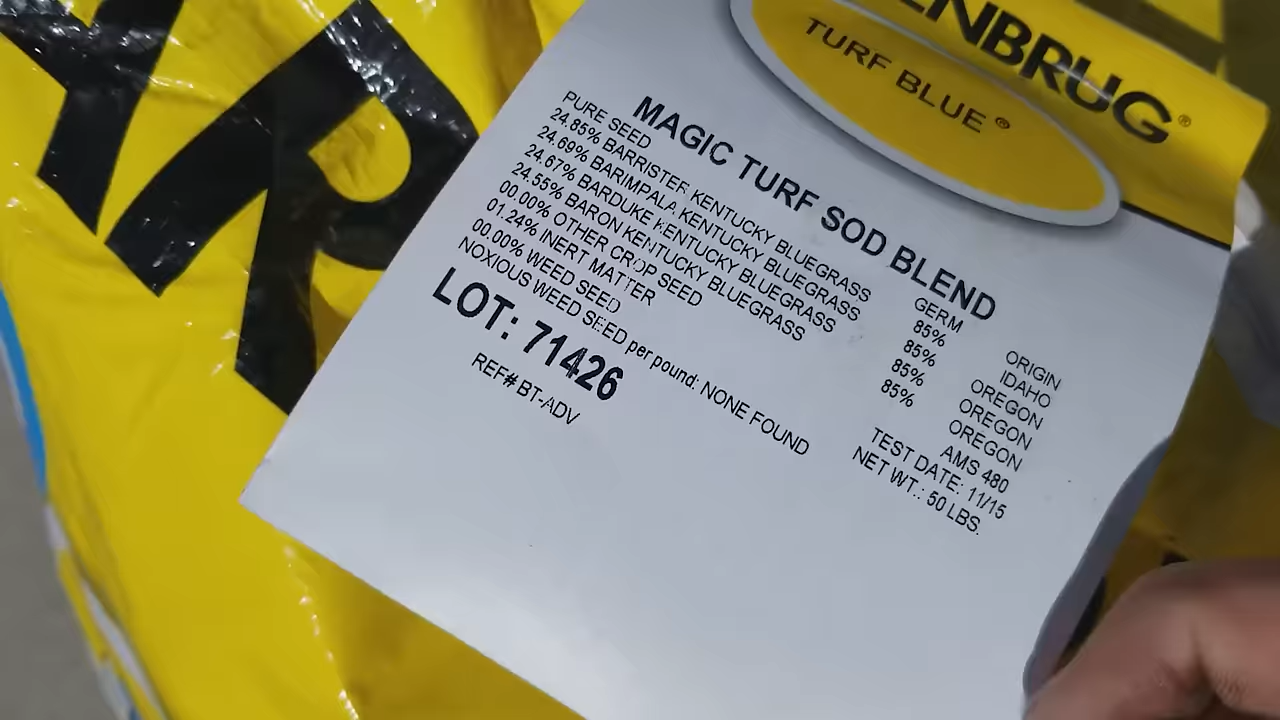 ENBRUG®
TURF BLUE®
MAGIC TURF SOD BLEND
PURE SEED GERM ORIGIN
24.85% BARRISTER KENTUCKY BLUEGRASS 85% IDAHO
24.69% BARIMPALA KENTUCKY BLUEGRASS 85% OREGON
24.67% BARDUKE KENTUCKY BLUEGRASS 85% OREGON
24.55% BARON KENTUCKY BLUEGRASS 85% OREGON
00.00% OTHER CROP SEED AMS 480
01.24% INERT MATTER TEST DATE: 11/15
00.00% WEED SEED NET WT.: 50 LBS.
NOXIOUS WEED SEED per pound: NONE FOUND
LOT: 71426
REF# BT-ADV
R